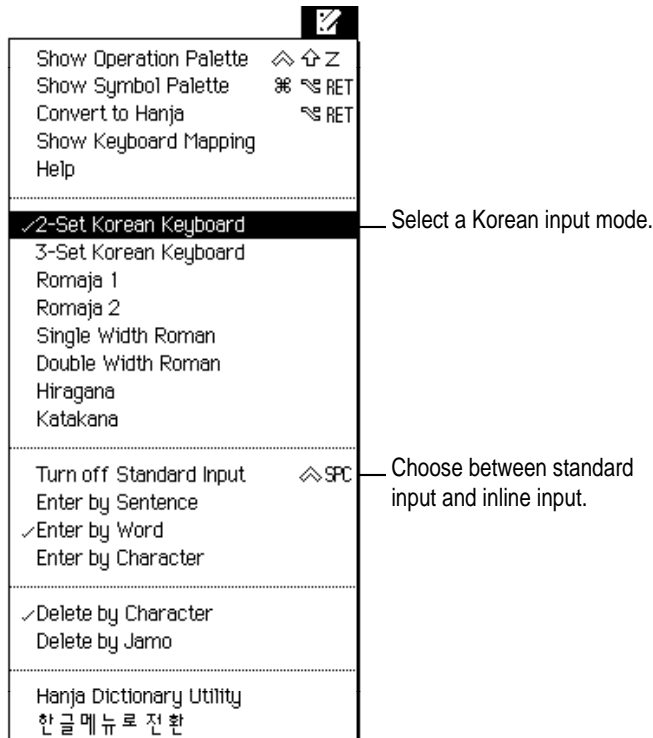 Show Operation Palette ⌃ ⇧ Z
Show Symbol Palette ⌘ ⌥ RET
Convert to Hanja ⌥ RET
Show Keyboard Mapping
Help
✓2-Set Korean Keyboard
Select a Korean input mode.
3-Set Korean Keyboard
Romaja 1
Romaja 2
Single Width Roman
Double Width Roman
Hiragana
Katakana
Turn off Standard Input ⌃ SPC
Choose between standard
input and inline input.
Enter by Sentence
✓Enter by Word
Enter by Character
✓Delete by Character
Delete by Jamo
Hanja Dictionary Utility
한글메뉴로 전환